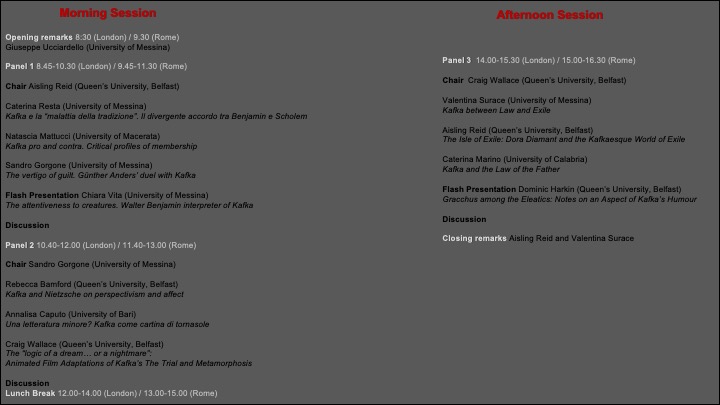 Morning Session
Opening remarks 8:30 (London) / 9.30 (Rome)
Giuseppe Ucciardello (University of Messina)
Panel 1 8.45-10.30 (London) / 9.45-11.30 (Rome)
Chair Aisling Reid (Queen's University, Belfast)
Caterina Resta (University of Messina)
Kafka e la "malattia della tradizione". Il divergente accordo tra Benjamin e Scholem
Natascia Mattucci (University of Macerata)
Kafka pro and contra. Critical profiles of membership
Sandro Gorgone (University of Messina)
The vertigo of guilt. Günther Anders' duel with Kafka
Flash Presentation Chiara Vita (University of Messina)
The attentiveness to creatures. Walter Benjamin interpreter of Kafka
Discussion
Panel 2 10.40-12.00 (London) / 11.40-13.00 (Rome)
Chair Sandro Gorgone (University of Messina)
Rebecca Bamford (Queen's University, Belfast)
Kafka and Nietzsche on perspectivism and affect
Annalisa Caputo (University of Bari)
Una letteratura minore? Kafka come cartina di tornasole
Craig Wallace (Queen's University, Belfast)
The "logic of a dream… or a nightmare":
Animated Film Adaptations of Kafka's The Trial and Metamorphosis
Discussion
Lunch Break 12.00-14.00 (London) / 13.00-15.00 (Rome)
Afternoon Session
Panel 3 14.00-15.30 (London) / 15.00-16.30 (Rome)
Chair Craig Wallace (Queen's University, Belfast)
Valentina Surace (University of Messina)
Kafka between Law and Exile
Aisling Reid (Queen's University, Belfast)
The Isle of Exile: Dora Diamant and the Kafkaesque World of Exile
Caterina Marino (University of Calabria)
Kafka and the Law of the Father
Flash Presentation Dominic Harkin (Queen's University, Belfast)
Gracchus among the Eleatics: Notes on an Aspect of Kafka's Humour
Discussion
Closing remarks Aisling Reid and Valentina Surace